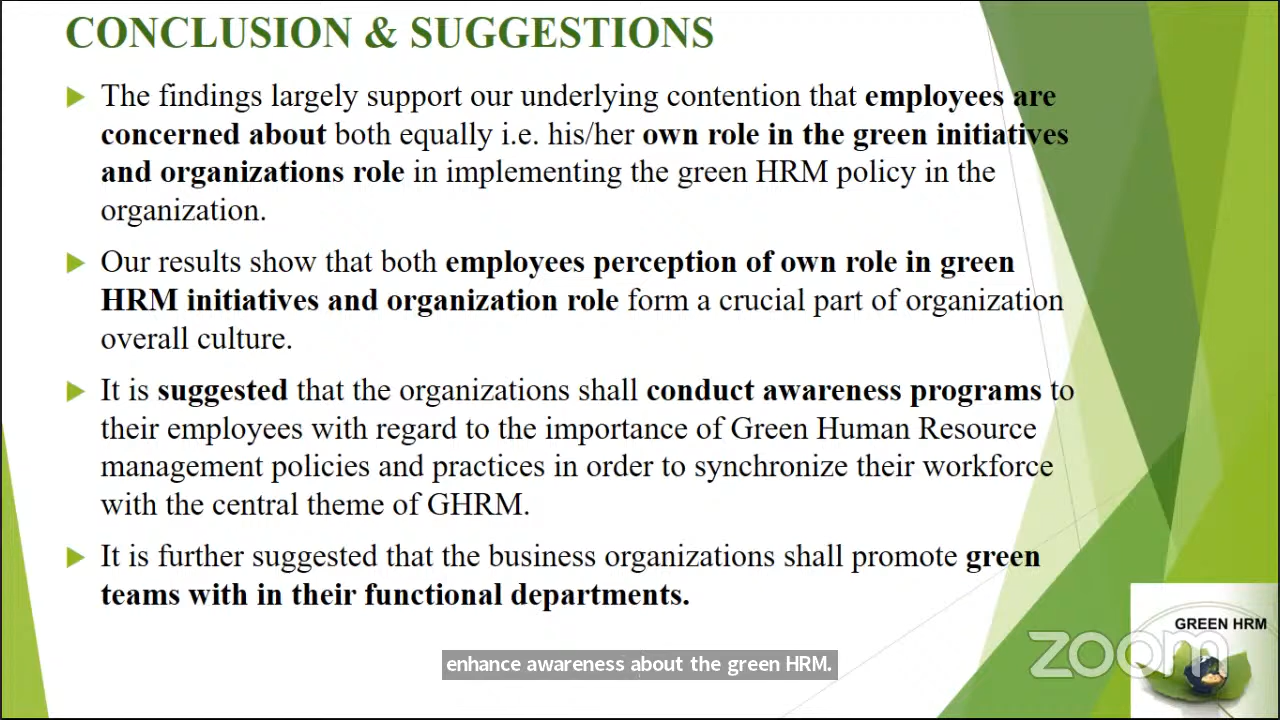 CONCLUSION & SUGGESTIONS
The findings largely support our underlying contention that employees are
concerned about both equally i.e. his/her own role in the green initiatives
and organizations role in implementing the green HRM policy in the
organization.
Our results show that both employees perception of own role in green
HRM initiatives and organization role form a crucial part of organization
overall culture.
It is suggested that the organizations shall conduct awareness programs to
their employees with regard to the importance of Green Human Resource
management policies and practices in order to synchronize their workforce
with the central theme of GHRM.
It is further suggested that the business organizations shall promote green
teams with in their functional departments.
GREEN HRM
zoom
enhance awareness about the green HRM.